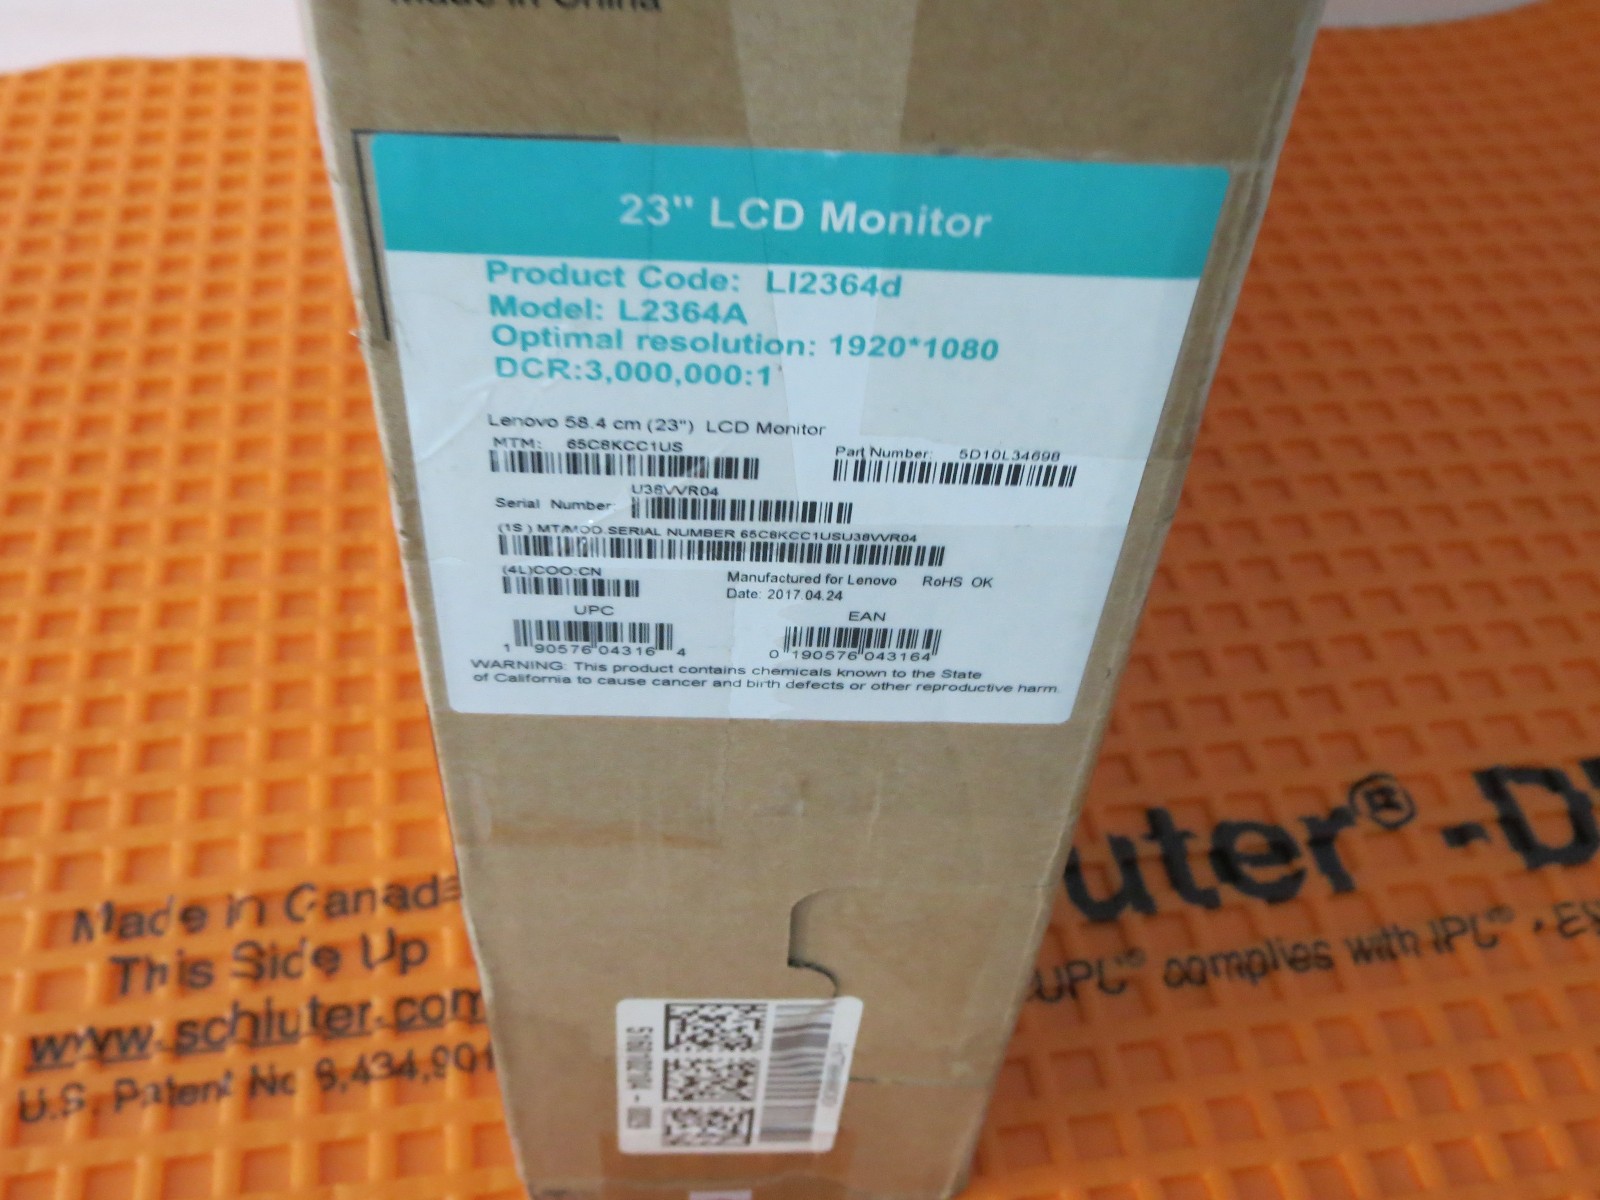 Made in China
23" LCD Monitor
Product Code: LI2364d
Model: L2364A
Optimal resolution: 1920*1080
DCR:3,000,000:1
Lenovo 58.4 cm (23") LCD Monitor
MTM: 65C8KCC1US
Part Number: 5D10L34698
U38VVR04
Serial Number:
(1S) MT/MOD.SERIAL NUMBER 65C8KCC1USU38VVR04
(4L)COO:CN
Manufactured for Lenovo RoHS OK
Date: 2017.04.24
UPC
1 90576 04316 4
EAN
0 190576 043164
WARNING: This product contains chemicals known to the State
of California to cause cancer and birth defects or other reproductive harm.
Made in Canada
This Side Up
www.schluter.com
U.S. Patent No
uter® -D
UPC® complies with IPC®